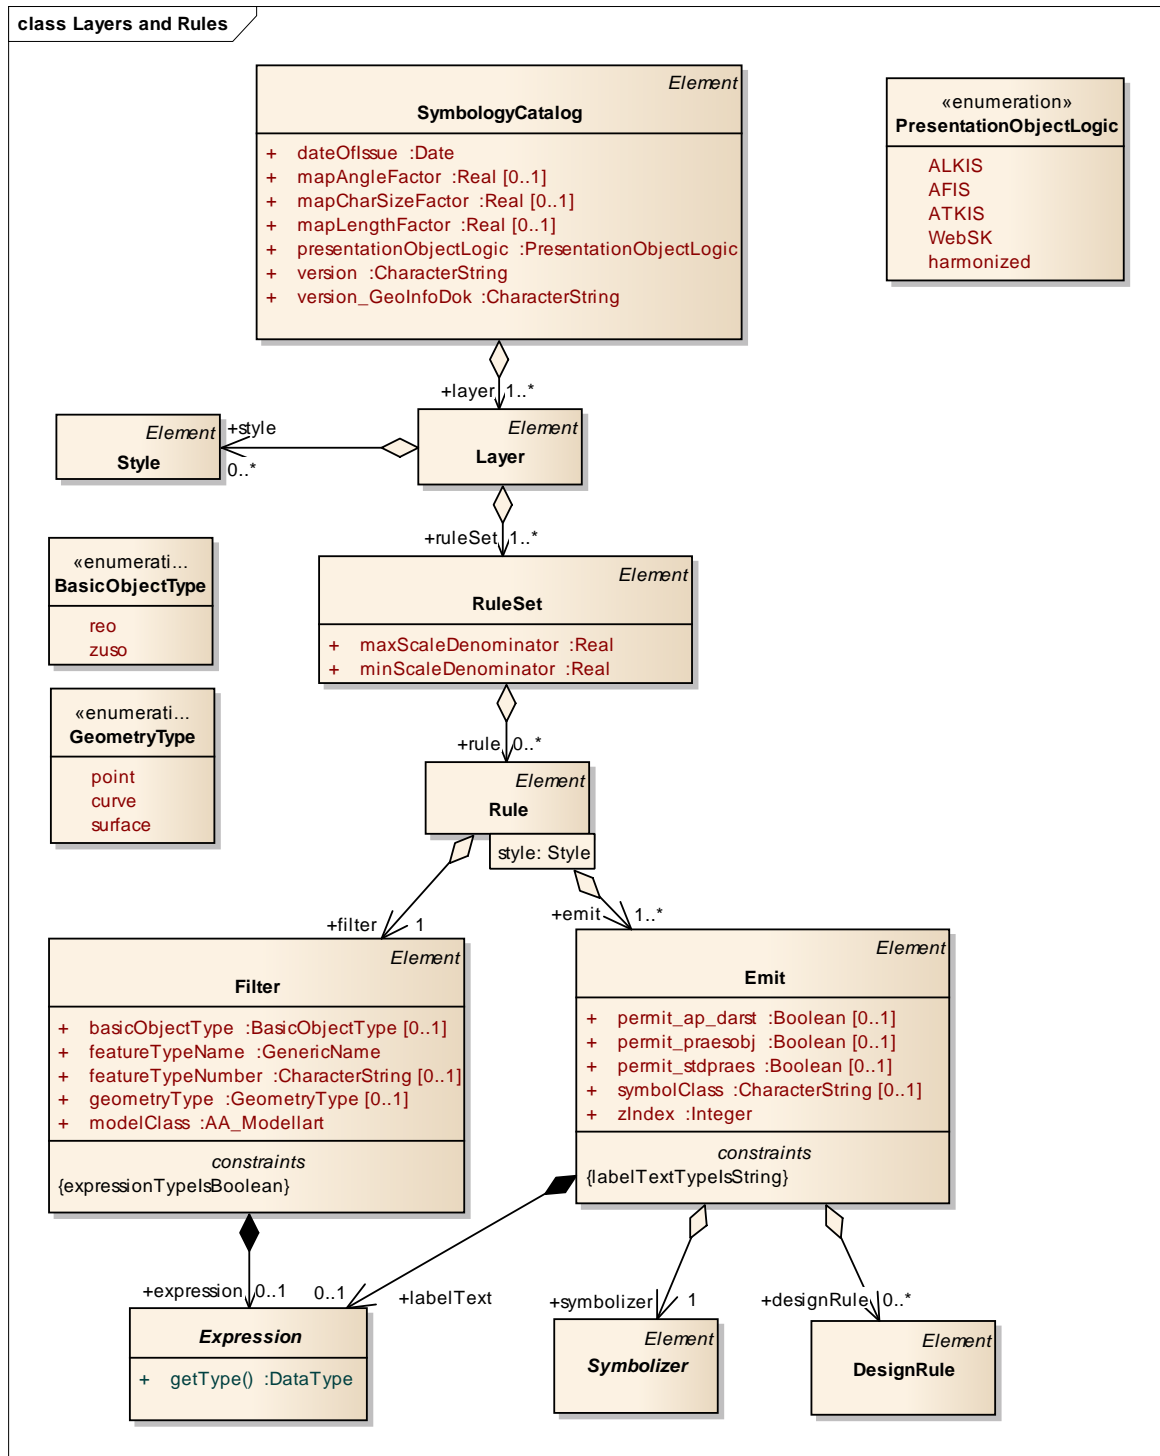 class Layers and Rules
Element
SymbologyCatalog
+ dateOfIssue :Date
+ mapAngleFactor :Real [0..1]
+ mapCharSizeFactor :Real [0..1]
+ mapLengthFactor :Real [0..1]
+ presentationObjectLogic :PresentationObjectLogic
+ version :CharacterString
+ version_GeoInfoDok :CharacterString
«enumeration»
PresentationObjectLogic
ALKIS
AFIS
ATKIS
WebSK
harmonized
+layer 1..*
Element
Style
+style
0..*
Element
Layer
+ruleSet 1..*
«enumerati...
BasicObjectType
reo
zuso
Element
RuleSet
+ maxScaleDenominator :Real
+ minScaleDenominator :Real
«enumerati...
GeometryType
point
curve
surface
+rule 0..*
Element
Rule
style: Style
+filter 1
+emit 1..*
Element
Filter
+ basicObjectType :BasicObjectType [0..1]
+ featureTypeName :GenericName
+ featureTypeNumber :CharacterString [0..1]
+ geometryType :GeometryType [0..1]
+ modelClass :AA_Modellart
constraints
{expressionTypeIsBoolean}
Element
Emit
+ permit_ap_darst :Boolean [0..1]
+ permit_praesobj :Boolean [0..1]
+ permit_stdpraes :Boolean [0..1]
+ symbolClass :CharacterString [0..1]
+ zIndex :Integer
constraints
{labelTextTypeIsString}
+expression 0..1
0..1 +labelText
+symbolizer 1
+designRule 0..*
Expression
+ getType() :DataType
Element
Symbolizer
Element
DesignRule